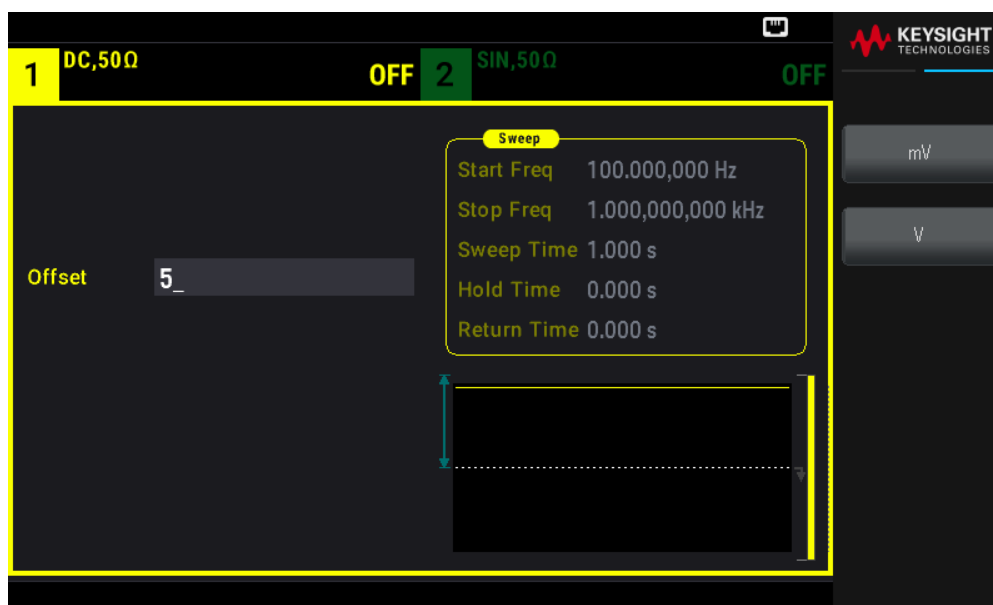 KEYSIGHT
TECHNOLOGIES
1 DC,50Ω OFF 2 SIN,50Ω OFF
Sweep
Start Freq 100.000,000 Hz
Stop Freq 1.000,000,000 kHz
Sweep Time 1.000 s
Hold Time 0.000 s
Return Time 0.000 s
Offset 5_
mV
V